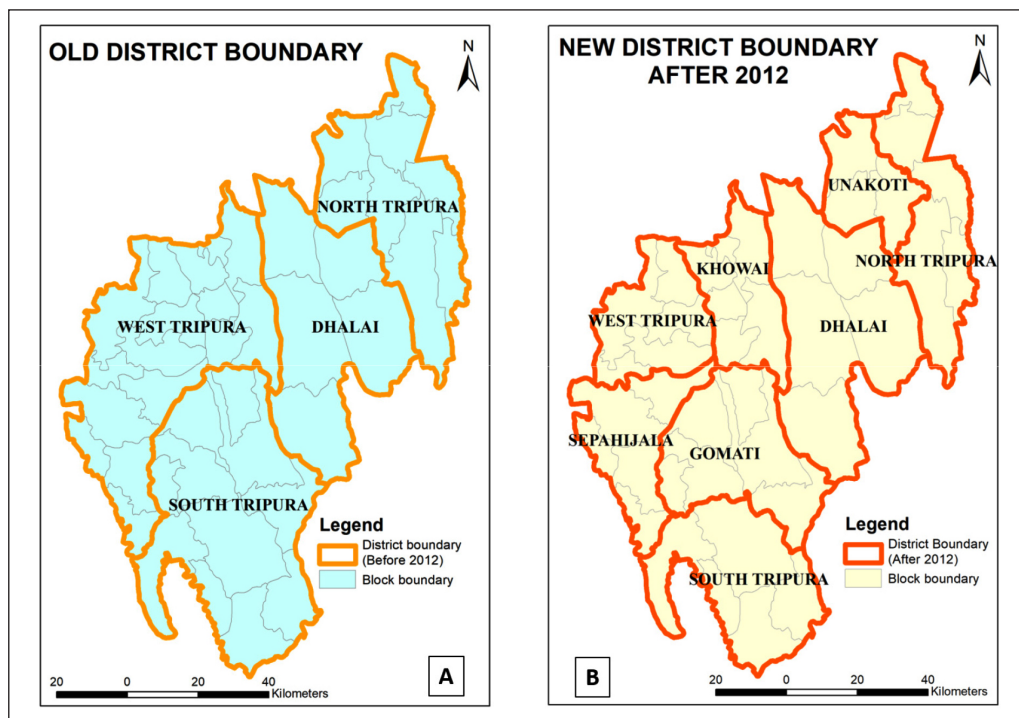 OLD DISTRICT BOUNDARY
N
NORTH TRIPURA
WEST TRIPURA
DHALAI
SOUTH TRIPURA
Legend
District boundary
(Before 2012)
Block boundary
A
20 0 20 40
Kilometers
NEW DISTRICT BOUNDARY
AFTER 2012
N
UNAKOTI
KHOWAI
NORTH TRIPURA
WEST TRIPURA
DHALAI
SEPAHIJALA
GOMATI
Legend
District Boundary
(After 2012)
SOUTH TRIPURA
Block boundary
B
20 0 20 40
Kilometers